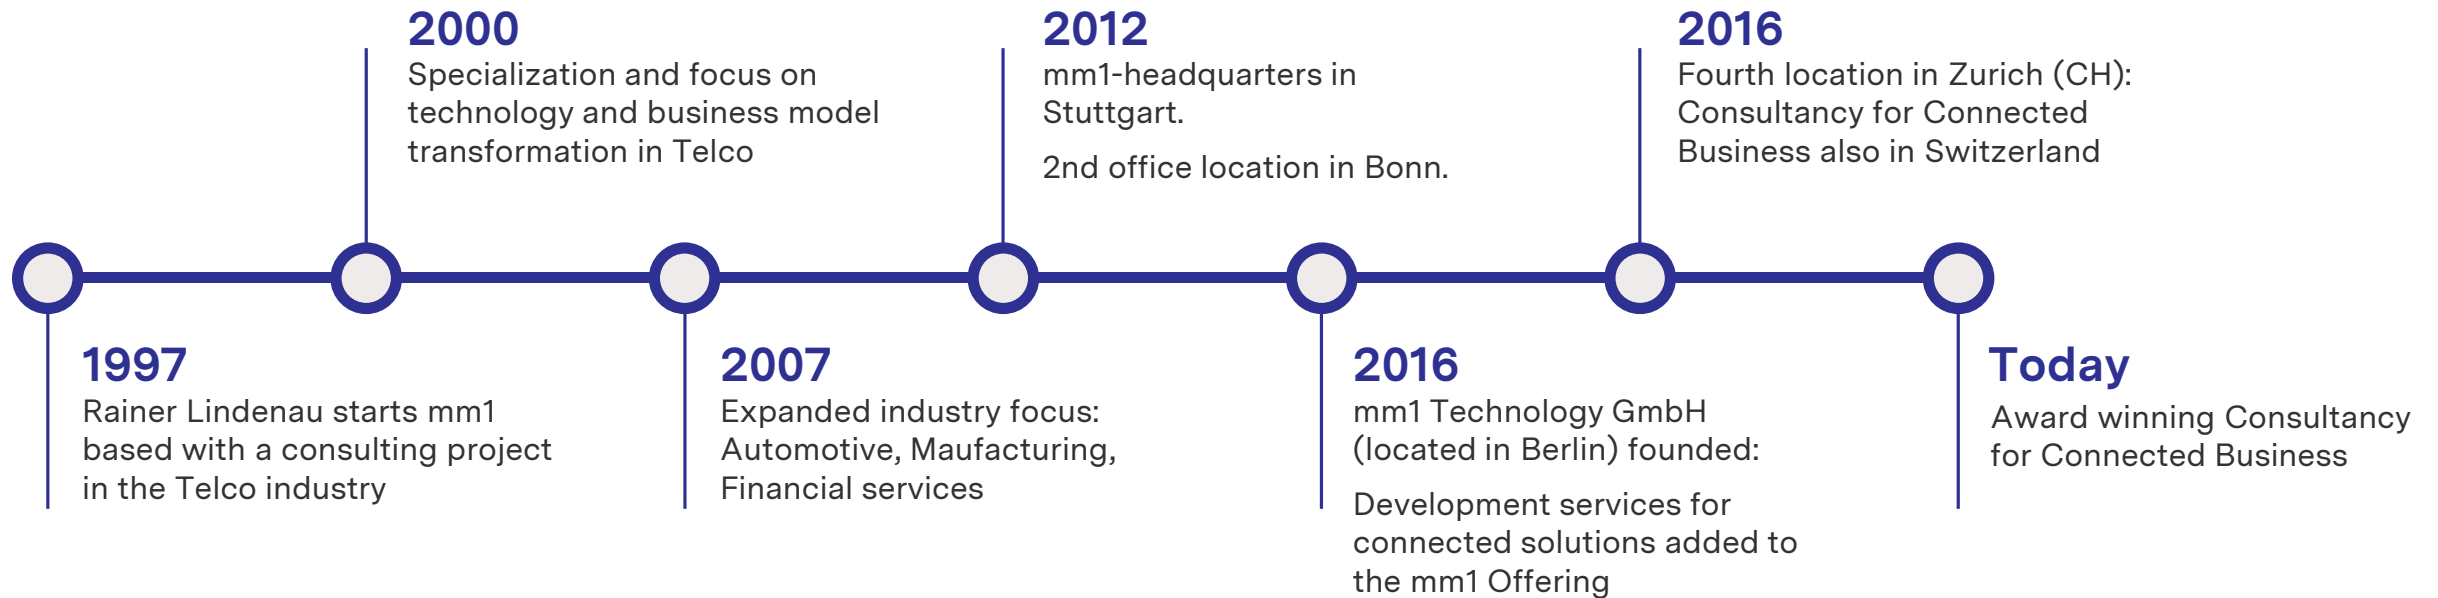 1997
Rainer Lindenau starts mm1
based with a consulting project
in the Telco industry
2000
Specialization and focus on
technology and business model
transformation in Telco
2007
Expanded industry focus:
Automotive, Maufacturing,
Financial services
2012
mm1-headquarters in
Stuttgart.
2nd office location in Bonn.
2016
mm1 Technology GmbH
(located in Berlin) founded:
Development services for
connected solutions added to
the mm1 Offering
2016
Fourth location in Zurich (CH):
Consultancy for Connected
Business also in Switzerland
Today
Award winning Consultancy
for Connected Business